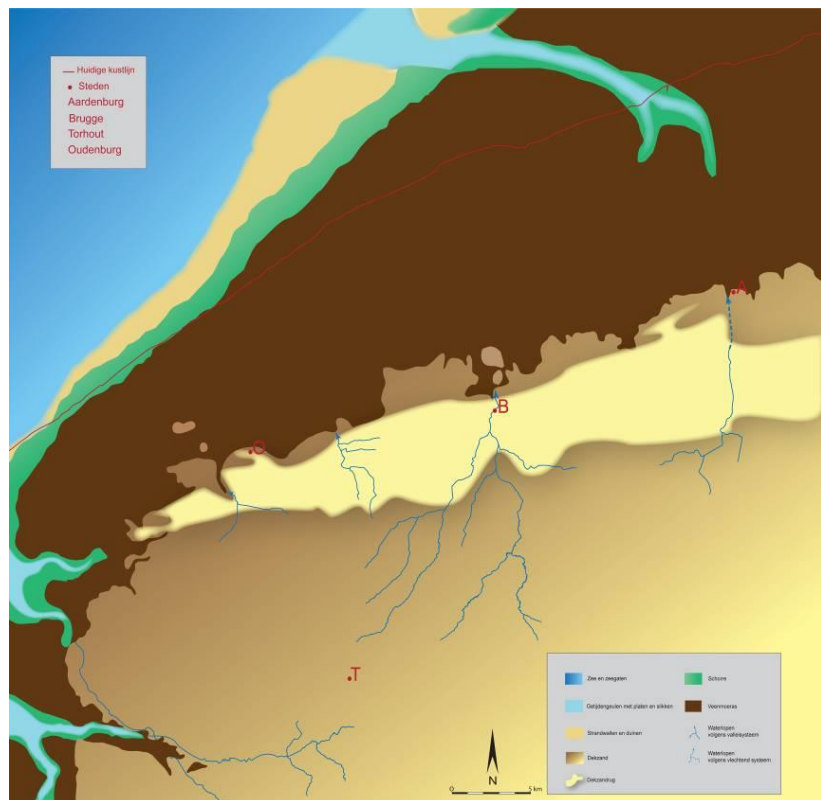 Huidige kustlijn
Steden
Aardenburg
Brugge
Torhout
Oudenburg
A
B
O
T
N
0 5 km
Zee en zeegaten
Getijdengeulen met platen en slikken
Strandwallen en duinen
Dekzand
Dekzandrug
Schorre
Veenmoeras
Waterlopen
volgens valleisysteem
Waterlopen
volgens vlechtend systeem